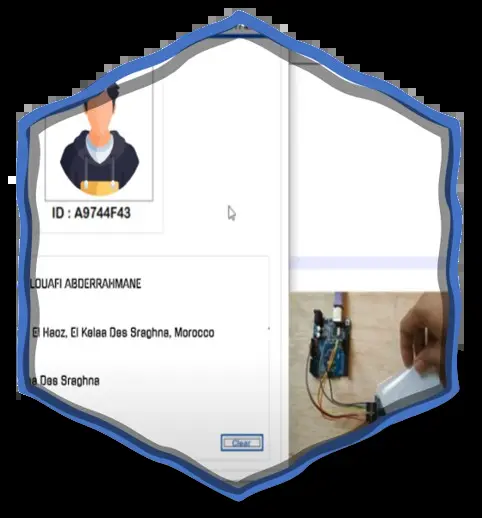 ID : A9744F43
LOUAFI ABDERRAHMANE
El Haoz, El Kelaa Des Sraghna, Morocco
Des Sraghna
Clear